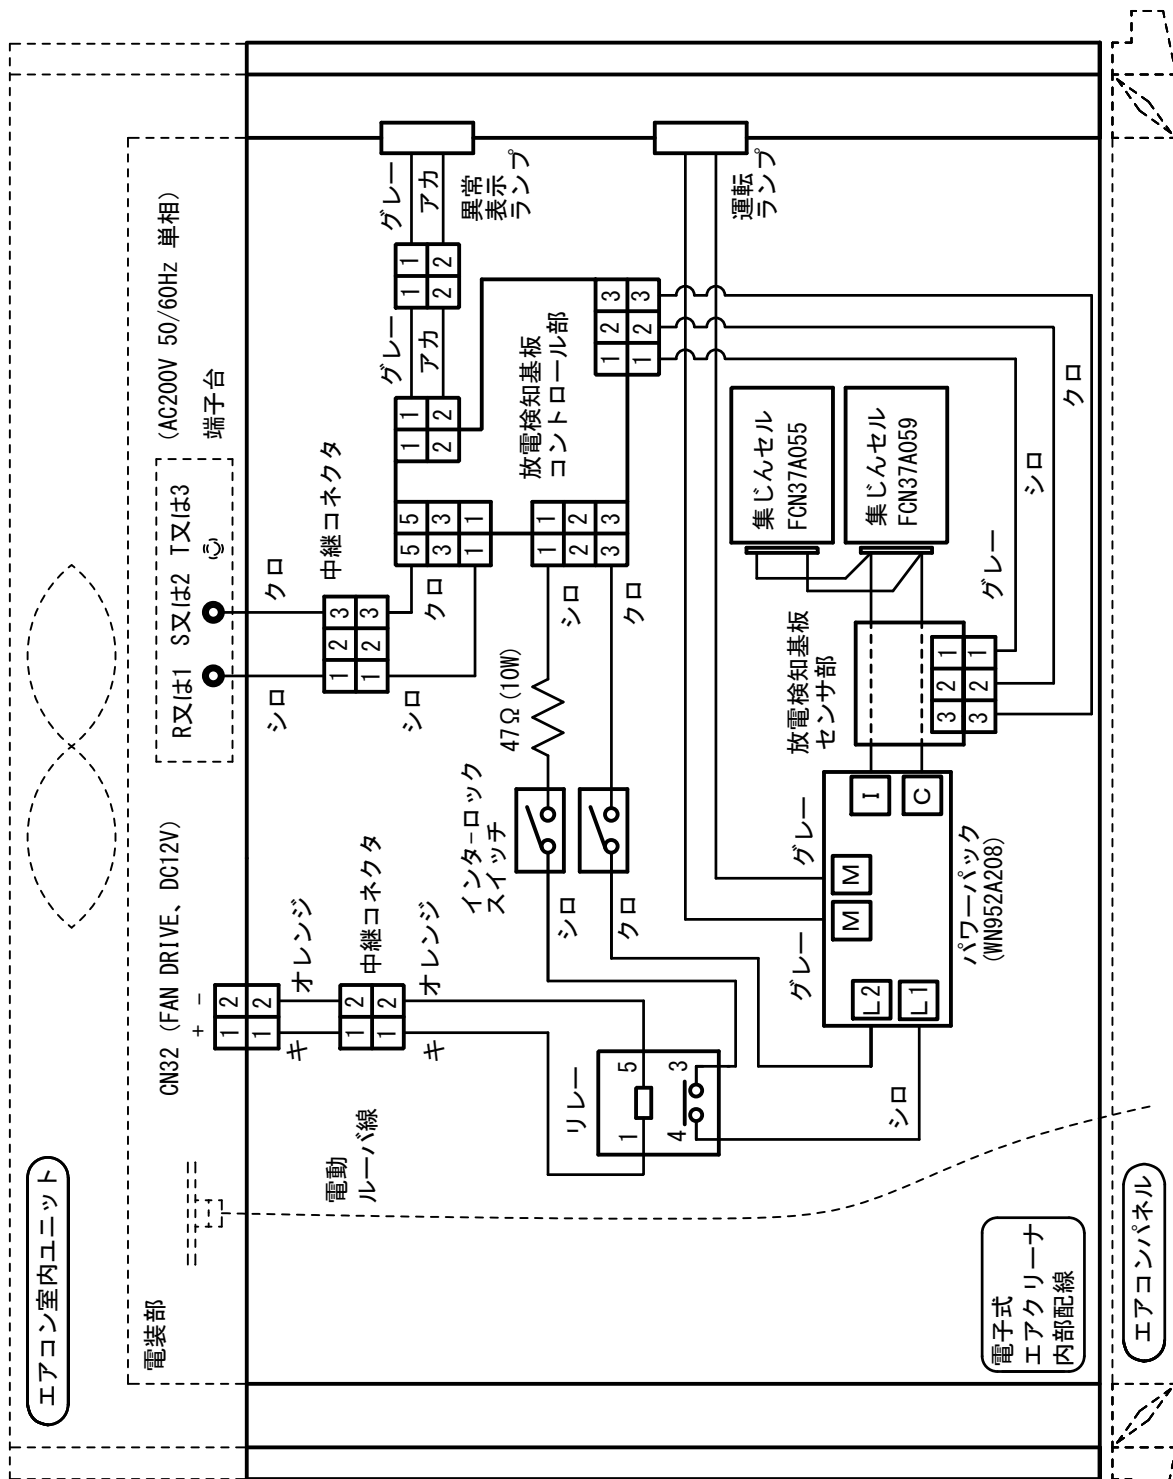 エアコン室内ユニット
電装部
CN32 (FAN DRIVE、DC12V)
+ -
1 2
1 2
キ オレンジ
中継コネクタ
1 2
1 2
キ オレンジ
電動
ルーバ線
(AC200V 50/60Hz 単相)
端子台
R又は1 S又は2 T又は3
シロ クロ
中継コネクタ
1 2 3
1 2 3
シロ クロ
5 3 1
5 3 1
1 2
1 2
グレー
アカ
1 2
1 2
グレー
アカ
異常
表示
ランプ
放電検知基板
コントロール部
1 2 3
1 2 3
1 2 3
1 2 3
シロ
クロ
47Ω(10W)
インターロック
スイッチ
シロ
クロ
リレー
1 5
4 3
シロ
運転
ランプ
グレー
グレー
L2
L1
M M
I
C
パワーパック
(WN952A208)
放電検知基板
センサ部
3 2 1
3 2 1
集じんセル
FCN37A055
集じんセル
FCN37A059
グレー
シロ
クロ
電子式
エアクリーナ
内部配線
エアコンパネル